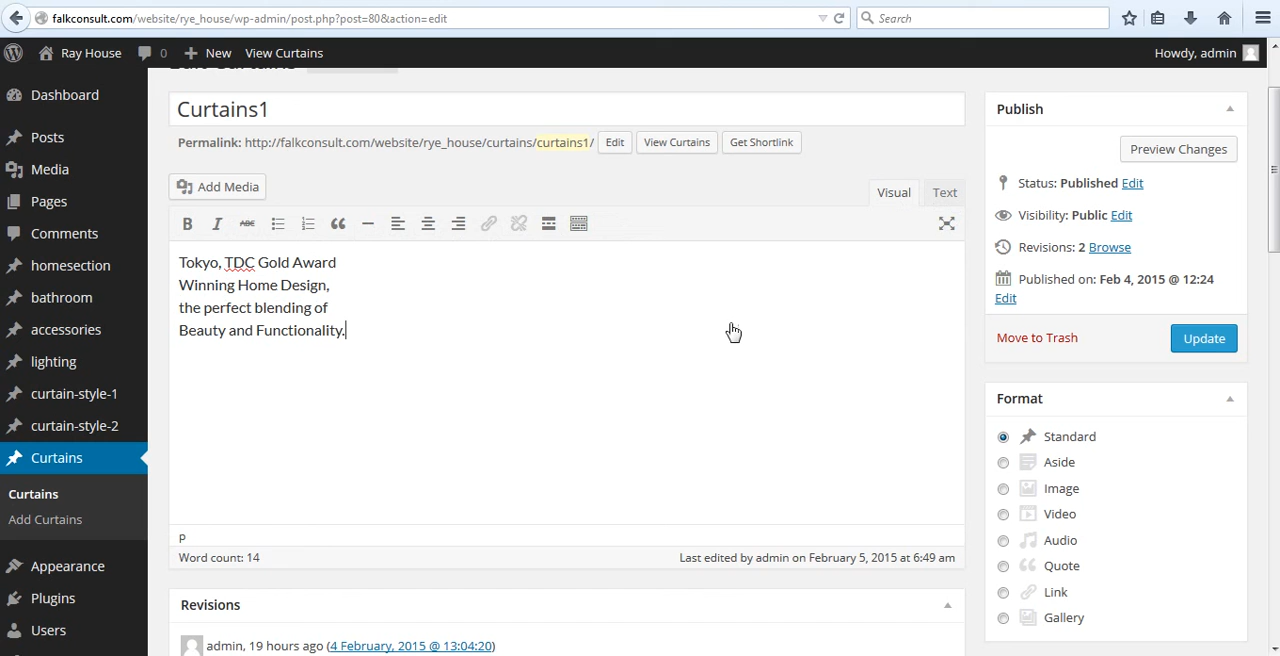 falkconsult.com/website/rye_house/wp-admin/post.php?post=80&action=edit
Search
Ray House
0
New
View Curtains
Howdy, admin
Dashboard
Posts
Media
Pages
Comments
homesection
bathroom
accessories
lighting
curtain-style-1
curtain-style-2
Curtains
Curtains
Add Curtains
Appearance
Plugins
Users
Curtains1
Permalink: http://falkconsult.com/website/rye_house/curtains/curtains1/ Edit View Curtains Get Shortlink
Add Media
Visual Text
B I ABC
Tokyo, TDC Gold Award
Winning Home Design,
the perfect blending of
Beauty and Functionality.
p
Word count: 14
Last edited by admin on February 5, 2015 at 6:49 am
Revisions
admin, 19 hours ago (4 February, 2015 @ 13:04:20)
Publish
Preview Changes
Status: Published Edit
Visibility: Public Edit
Revisions: 2 Browse
Published on: Feb 4, 2015 @ 12:24
Edit
Move to Trash
Update
Format
Standard
Aside
Image
Video
Audio
Quote
Link
Gallery